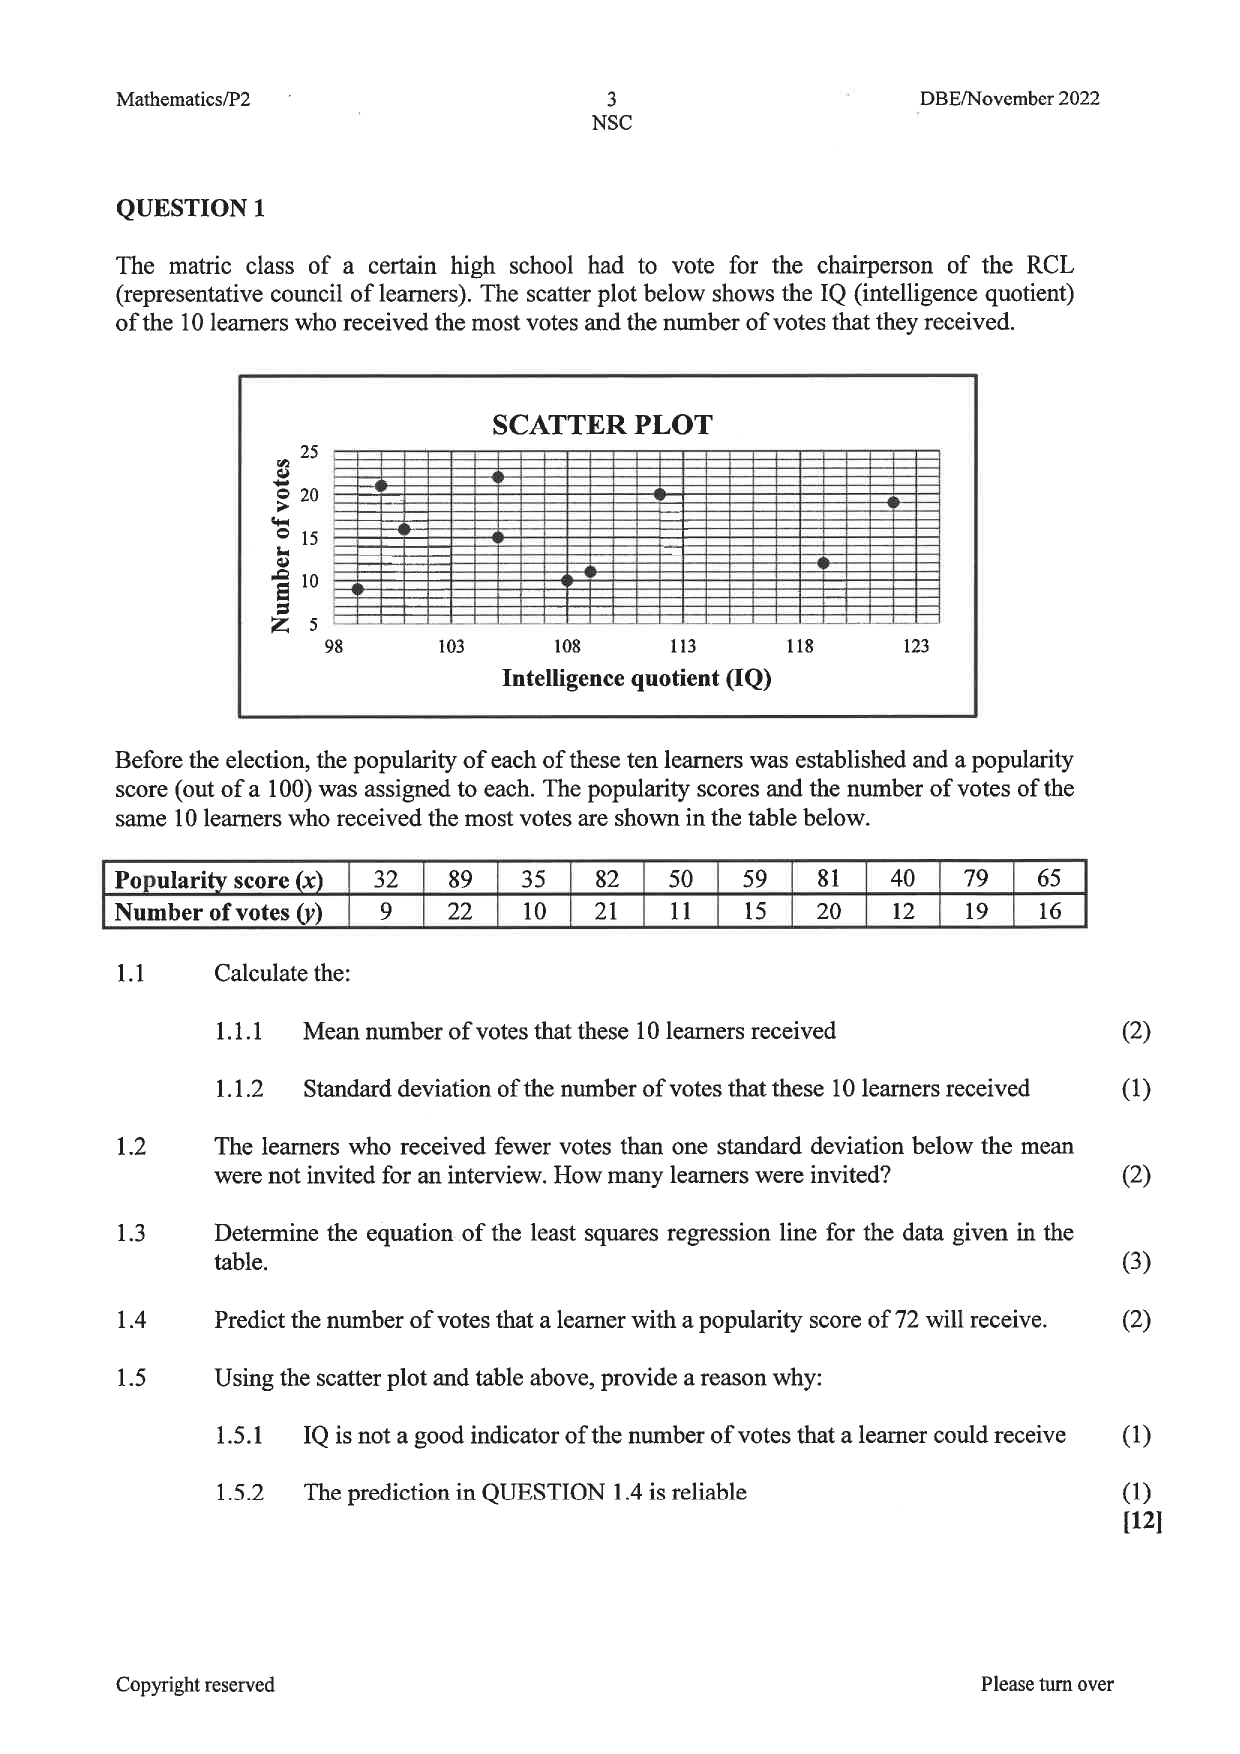 Mathematics/P2 3 DBE/November 2022
NSC
QUESTION 1
The matric class of a certain high school had to vote for the chairperson of the RCL
(representative council of learners). The scatter plot below shows the IQ (intelligence quotient)
of the 10 learners who received the most votes and the number of votes that they received.
SCATTER PLOT
Number of votes
25
20
15
10
5
98 103 108 113 118 123
Intelligence quotient (IQ)
Before the election, the popularity of each of these ten learners was established and a popularity
score (out of a 100) was assigned to each. The popularity scores and the number of votes of the
same 10 learners who received the most votes are shown in the table below.
Popularity score (x) 32 89 35 82 50 59 81 40 79 65
Number of votes (y) 9 22 10 21 11 15 20 12 19 16
1.1 Calculate the:
1.1.1 Mean number of votes that these 10 learners received (2)
1.1.2 Standard deviation of the number of votes that these 10 learners received (1)
1.2 The learners who received fewer votes than one standard deviation below the mean
were not invited for an interview. How many learners were invited? (2)
1.3 Determine the equation of the least squares regression line for the data given in the
table. (3)
1.4 Predict the number of votes that a learner with a popularity score of 72 will receive. (2)
1.5 Using the scatter plot and table above, provide a reason why:
1.5.1 IQ is not a good indicator of the number of votes that a learner could receive (1)
1.5.2 The prediction in QUESTION 1.4 is reliable (1)
[12]
Copyright reserved Please turn over